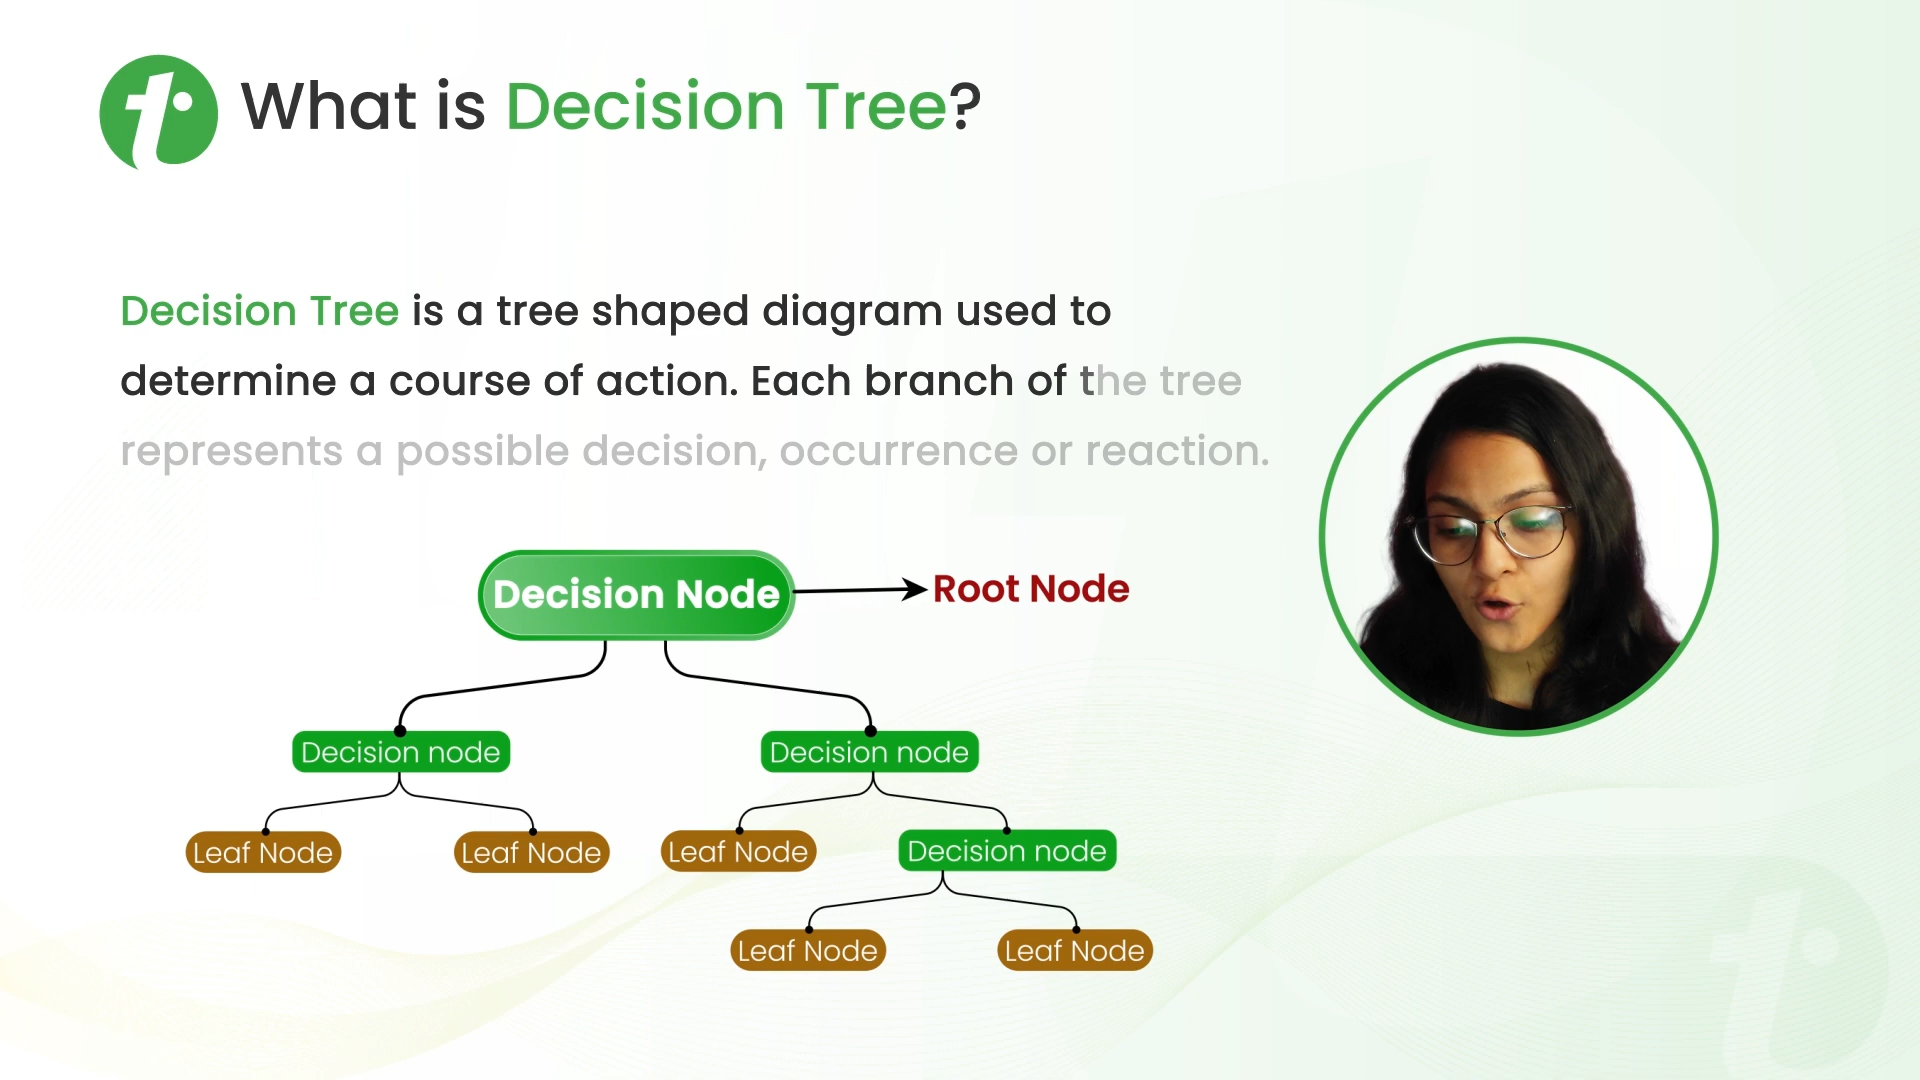 What is Decision Tree?
Decision Tree is a tree shaped diagram used to
determine a course of action. Each branch of the tree
represents a possible decision, occurrence or reaction.
Decision Node
Root Node
Decision node
Decision node
Leaf Node
Leaf Node
Leaf Node
Decision node
Leaf Node
Leaf Node